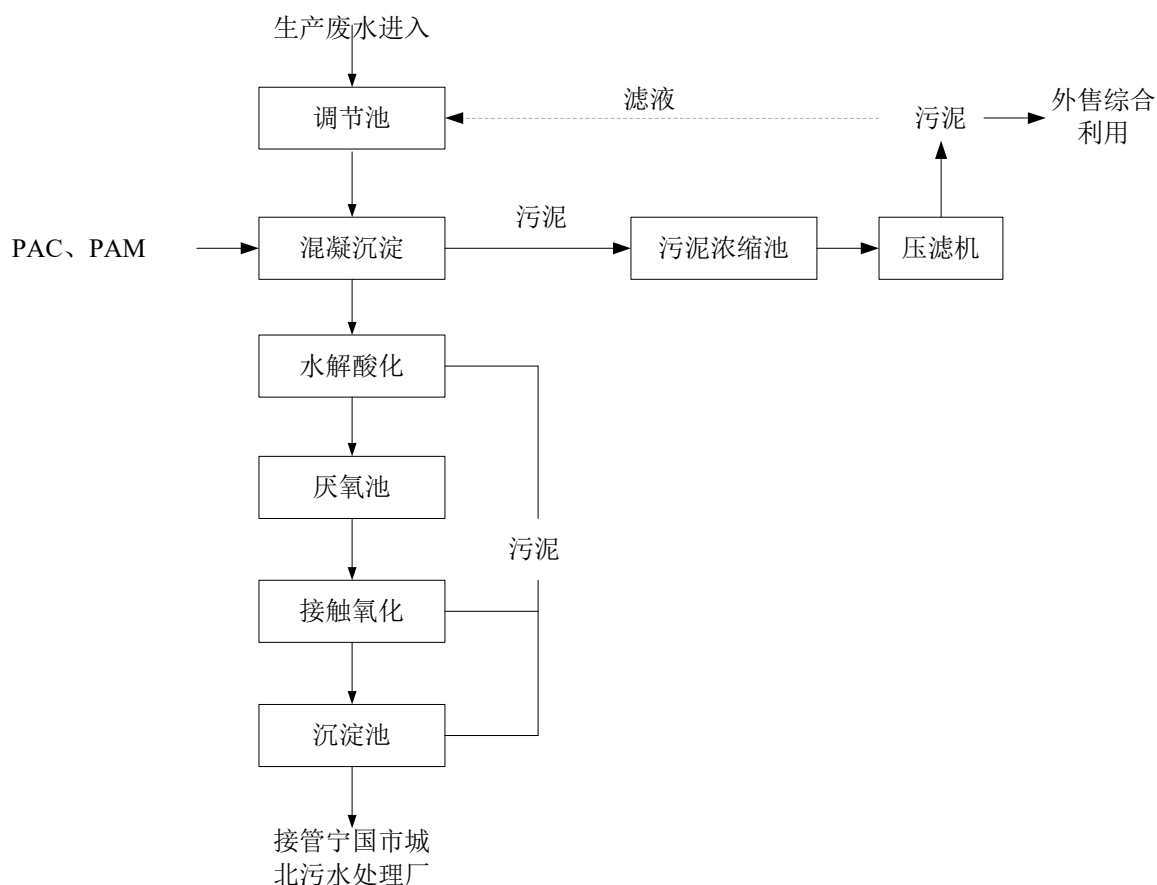 生产废水进入
调节池
滤液
污泥
外售综合
利用
PAC、PAM
混凝沉淀
污泥
污泥浓缩池
压滤机
水解酸化
厌氧池
污泥
接触氧化
沉淀池
接管宁国市城
北污水处理厂